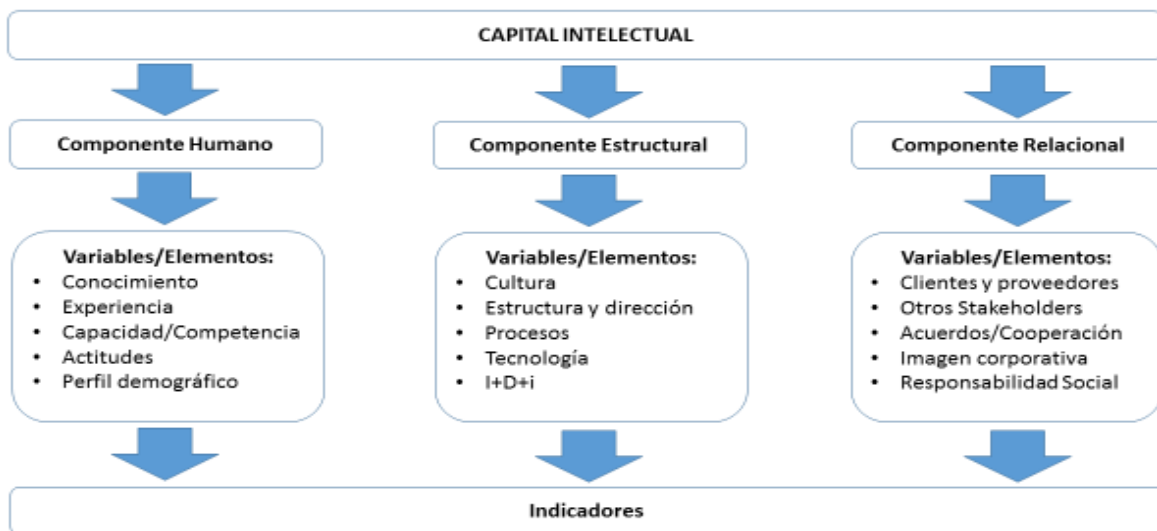 CAPITAL INTELECTUAL
Componente Humano
Componente Estructural
Componente Relacional
Variables/Elementos:
• Conocimiento
• Experiencia
• Capacidad/Competencia
• Actitudes
• Perfil demográfico
Variables/Elementos:
• Cultura
• Estructura y dirección
• Procesos
• Tecnología
• I+D+i
Variables/Elementos:
• Clientes y proveedores
• Otros Stakeholders
• Acuerdos/Cooperación
• Imagen corporativa
• Responsabilidad Social
Indicadores